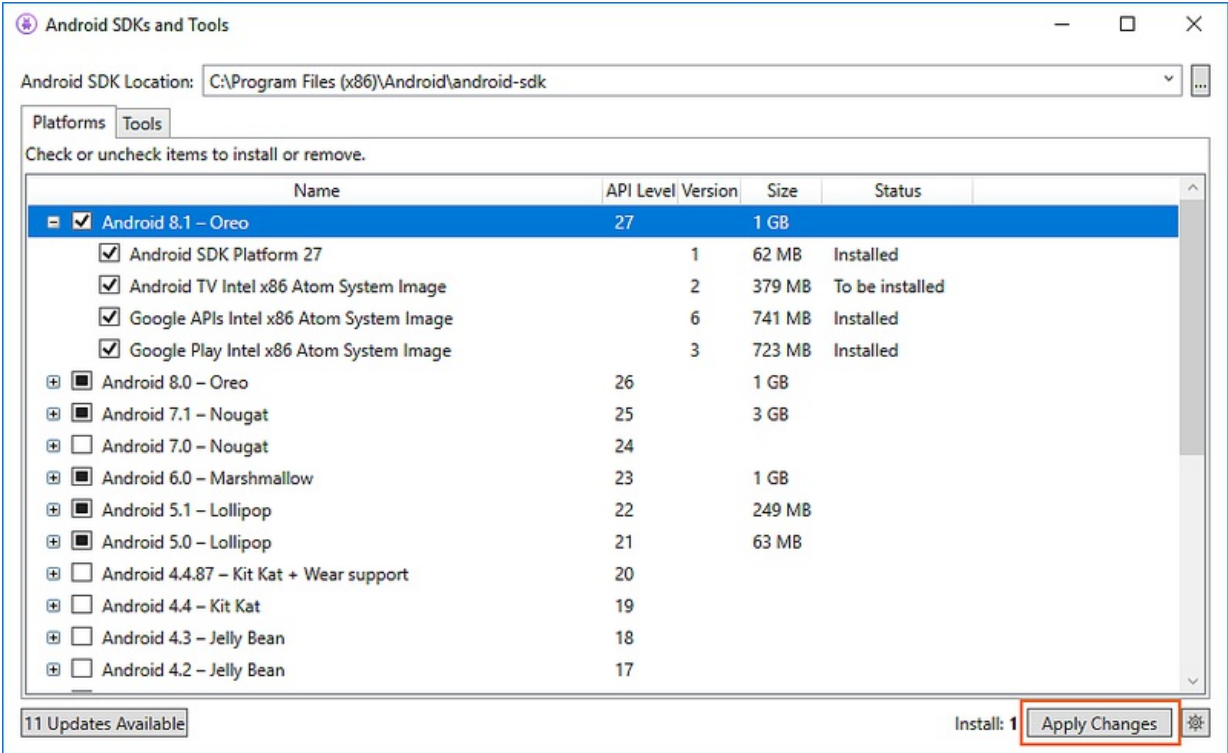 Android SDKs and Tools
Android SDK Location: C:\Program Files (x86)\Android\android-sdk ...
Platforms Tools
Check or uncheck items to install or remove.
Name API Level Version Size Status
Android 8.1 – Oreo 27 1 GB
Android SDK Platform 27 1 62 MB Installed
Android TV Intel x86 Atom System Image 2 379 MB To be installed
Google APIs Intel x86 Atom System Image 6 741 MB Installed
Google Play Intel x86 Atom System Image 3 723 MB Installed
Android 8.0 – Oreo 26 1 GB
Android 7.1 – Nougat 25 3 GB
Android 7.0 – Nougat 24
Android 6.0 – Marshmallow 23 1 GB
Android 5.1 – Lollipop 22 249 MB
Android 5.0 – Lollipop 21 63 MB
Android 4.4.87 – Kit Kat + Wear support 20
Android 4.4 – Kit Kat 19
Android 4.3 – Jelly Bean 18
Android 4.2 – Jelly Bean 17
11 Updates Available Install: 1 Apply Changes